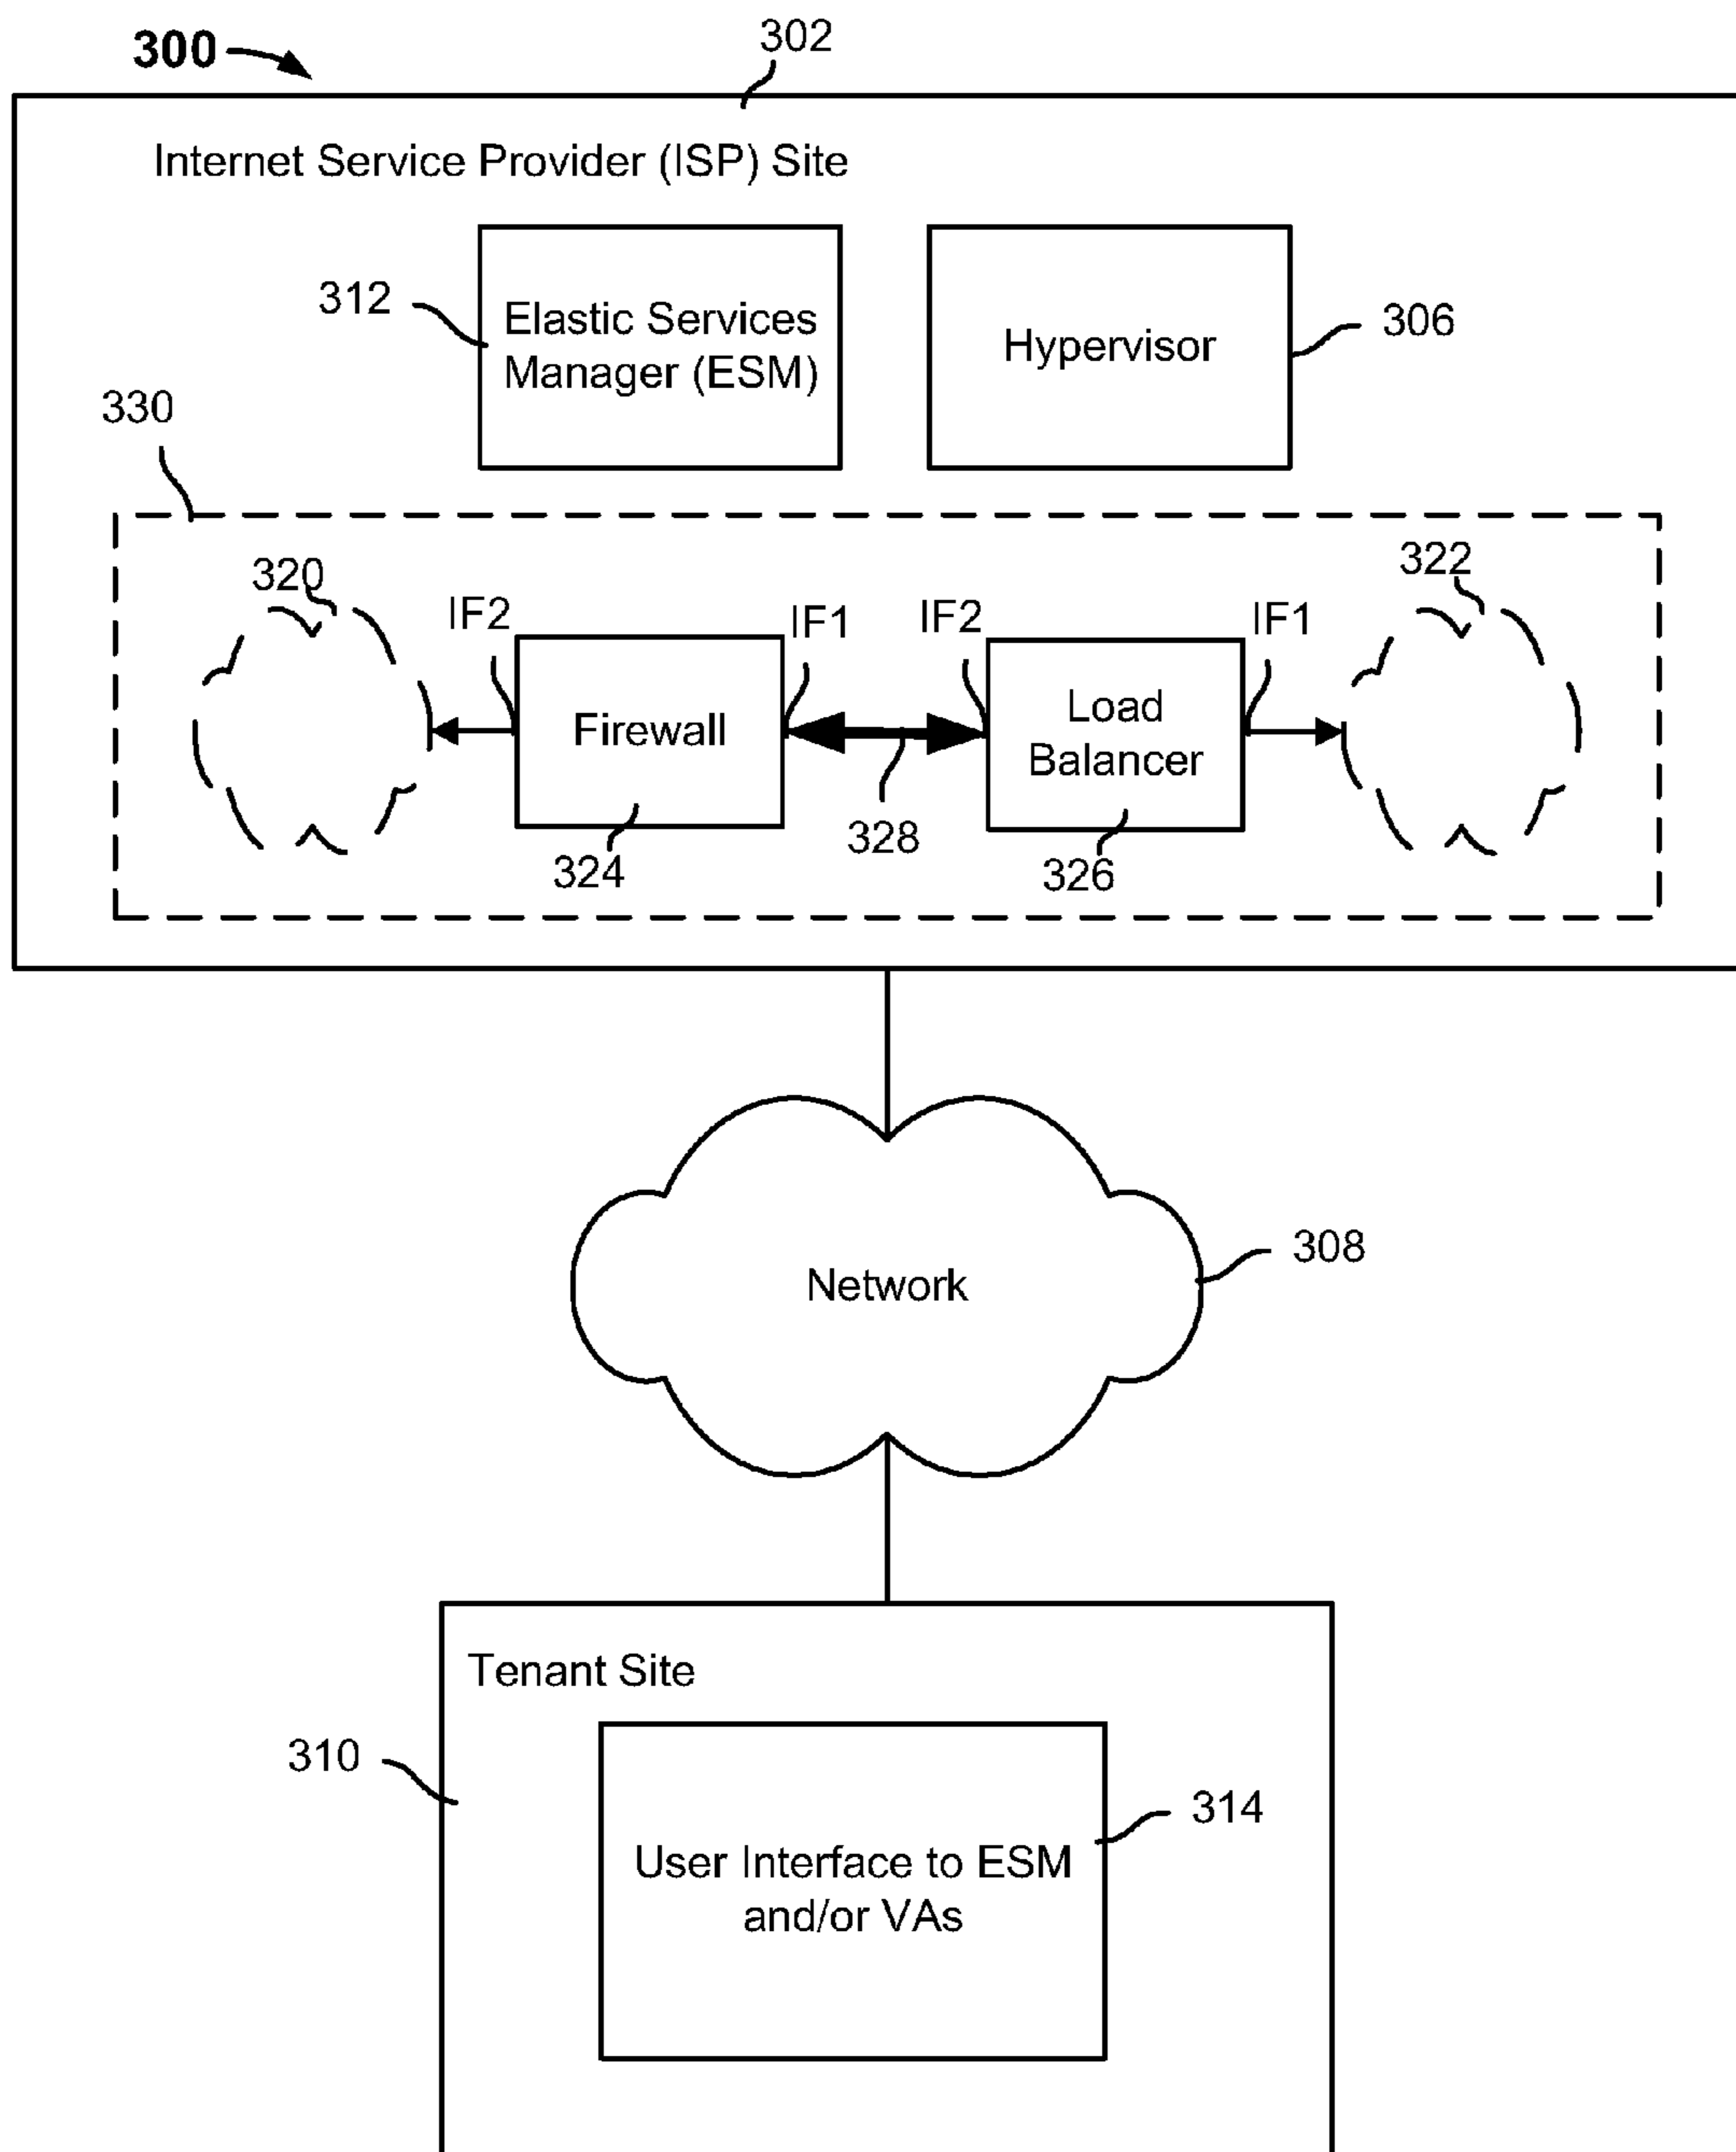 300
302
Internet Service Provider (ISP) Site
312
Elastic Services
Manager (ESM)
Hypervisor
306
330
320
322
IF2
IF1
IF2
IF1
Firewall
Load
Balancer
324
328
326
Network
308
Tenant Site
310
314
User Interface to ESM
and/or VAs